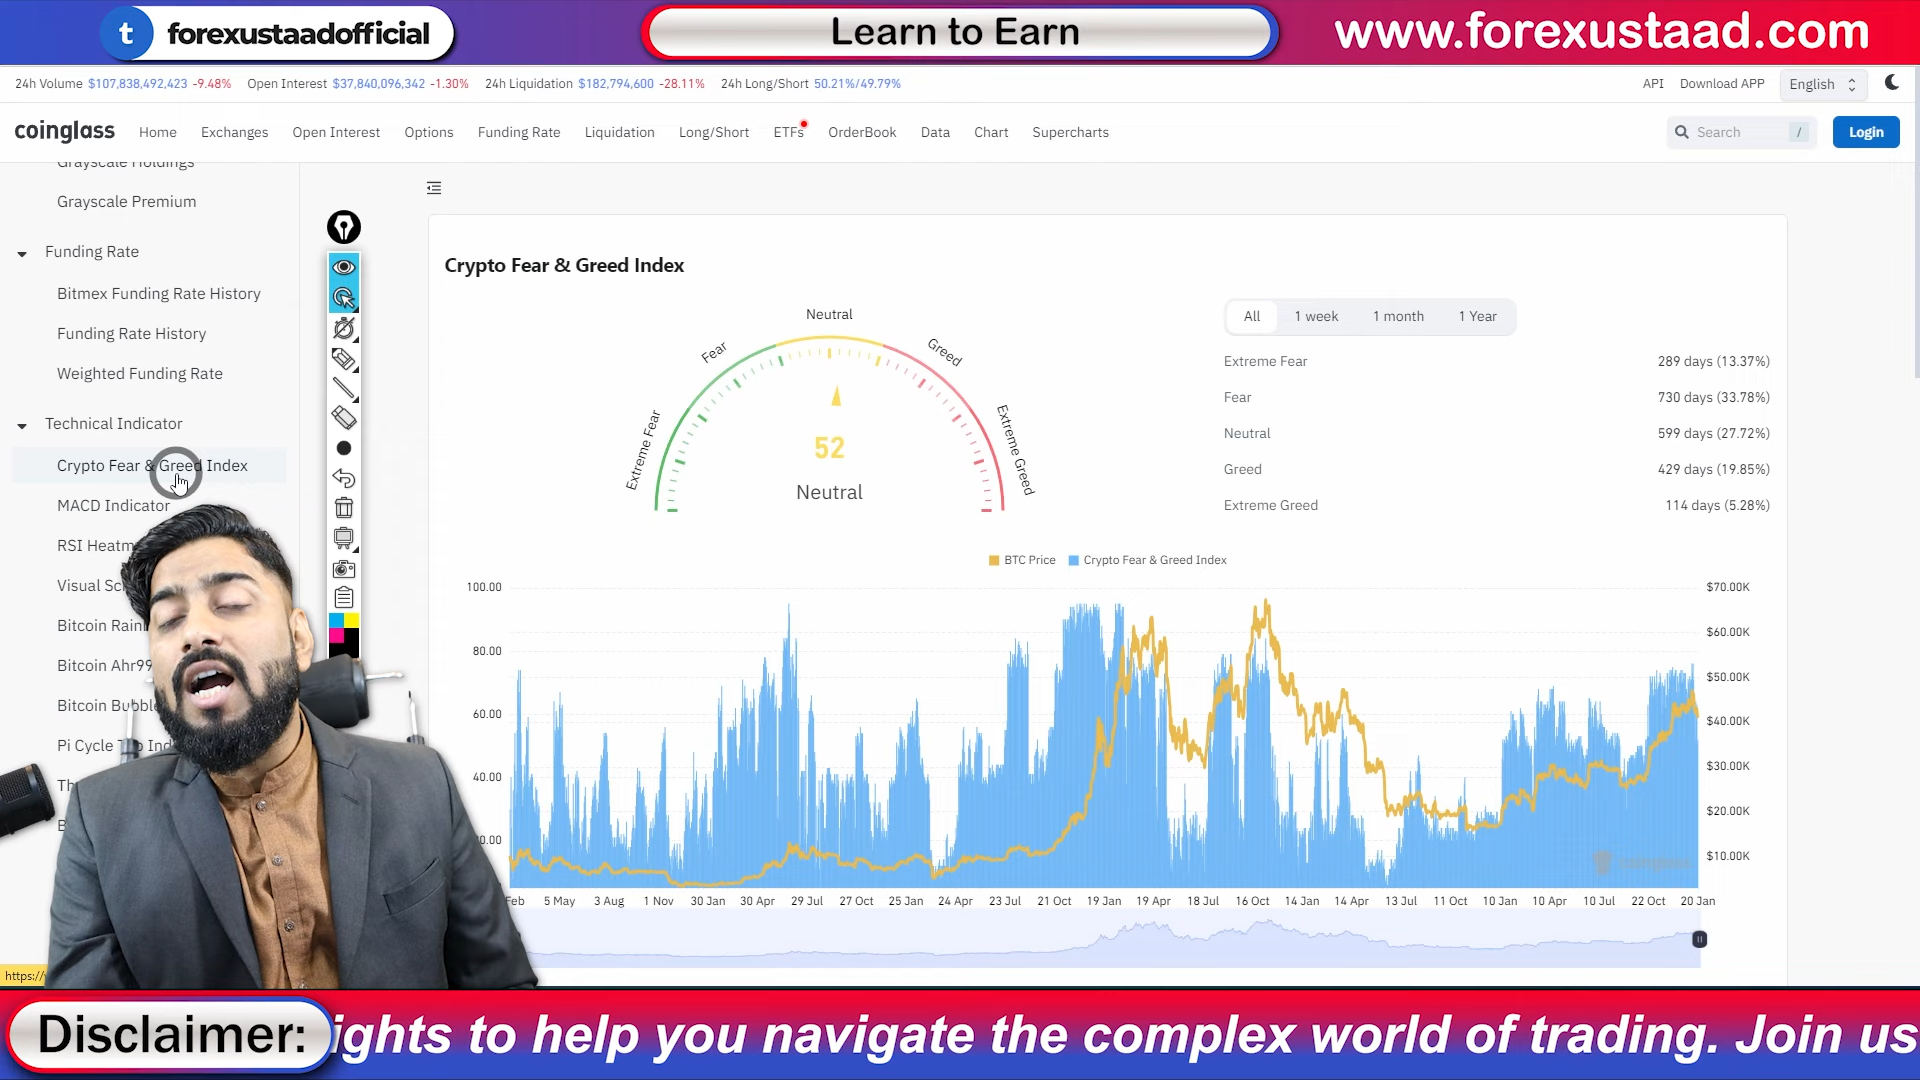 t forexustaadofficial
Learn to Earn
www.forexustaad.com
24h Volume $107,838,492,423 -9.48% Open Interest $37,840,096,342 -1.30% 24h Liquidation $182,794,600 -28.11% 24h Long/Short 50.21%/49.79%
API Download APP English
coinglass Home Exchanges Open Interest Options Funding Rate Liquidation Long/Short ETFs OrderBook Data Chart Supercharts
Search / Login
Grayscale Holdings
Grayscale Premium
Funding Rate
Bitmex Funding Rate History
Funding Rate History
Weighted Funding Rate
Technical Indicator
Crypto Fear & Greed Index
MACD Indicator
RSI
Visual
Bitcoin
Bitcoin
Bitcoin
Pi Cycle
https://
Crypto Fear & Greed Index
Extreme Fear
Fear
Neutral
Greed
Extreme Greed
52
Neutral
All 1 week 1 month 1 Year
Extreme Fear 289 days (13.37%)
Fear 730 days (33.78%)
Neutral 599 days (27.72%)
Greed 429 days (19.85%)
Extreme Greed 114 days (5.28%)
BTC Price Crypto Fear & Greed Index
100.00 $70.00K
$60.00K
80.00
$50.00K
60.00 $40.00K
40.00 $30.00K
$20.00K
$10.00K
Feb 5 May 3 Aug 1 Nov 30 Jan 30 Apr 29 Jul 27 Oct 25 Jan 24 Apr 23 Jul 21 Oct 19 Jan 19 Apr 18 Jul 16 Oct 14 Jan 14 Apr 13 Jul 11 Oct 10 Jan 10 Apr 10 Jul 22 Oct 20 Jan
Disclaimer: ights to help you navigate the complex world of trading. Join us